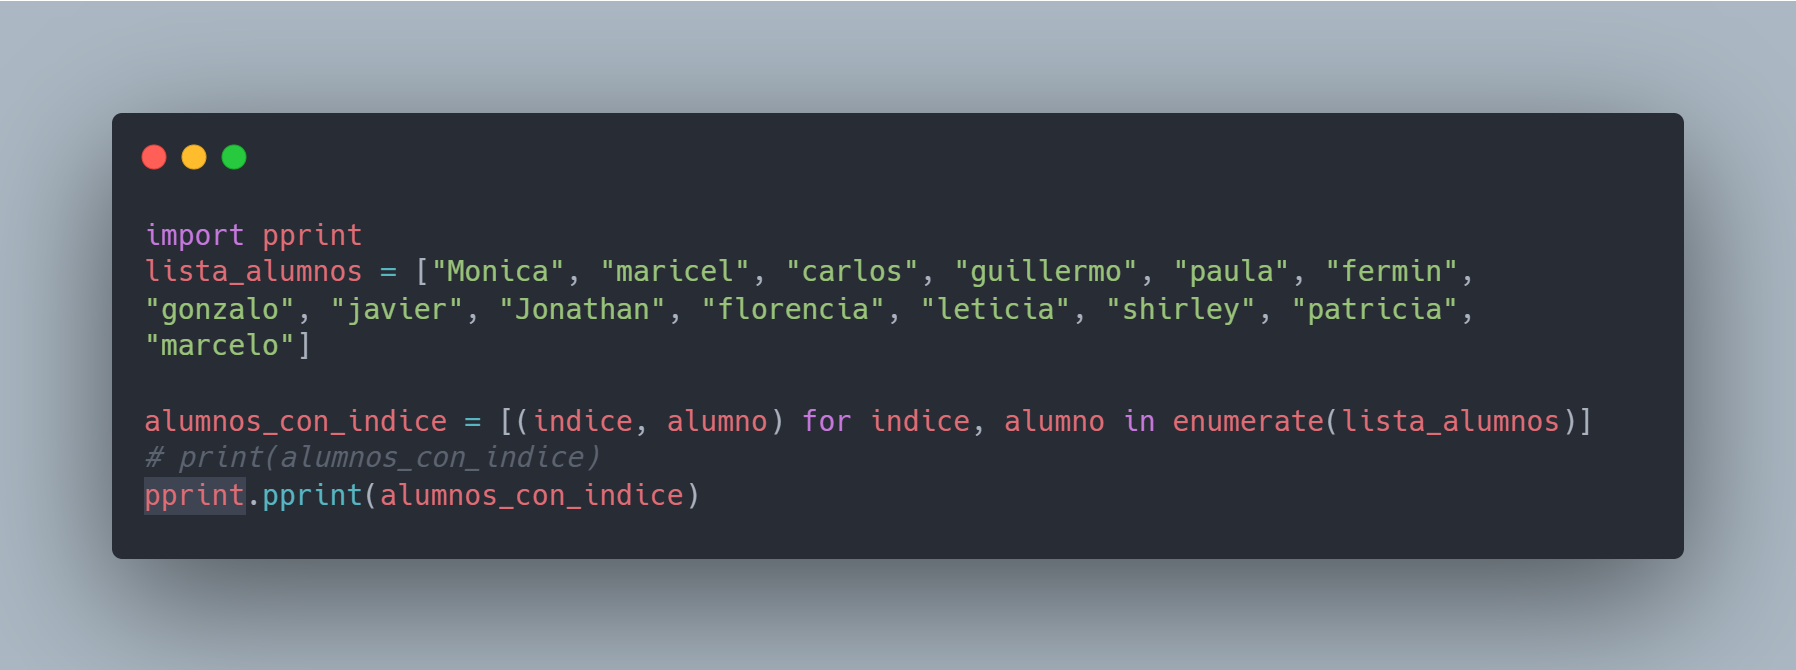 import pprint
lista_alumnos = ["Monica", "maricel", "carlos", "guillermo", "paula", "fermin",
"gonzalo", "javier", "Jonathan", "florencia", "leticia", "shirley", "patricia",
"marcelo"]
alumnos_con_indice = [(indice, alumno) for indice, alumno in enumerate(lista_alumnos)]
# print(alumnos_con_indice)
pprint.pprint(alumnos_con_indice)